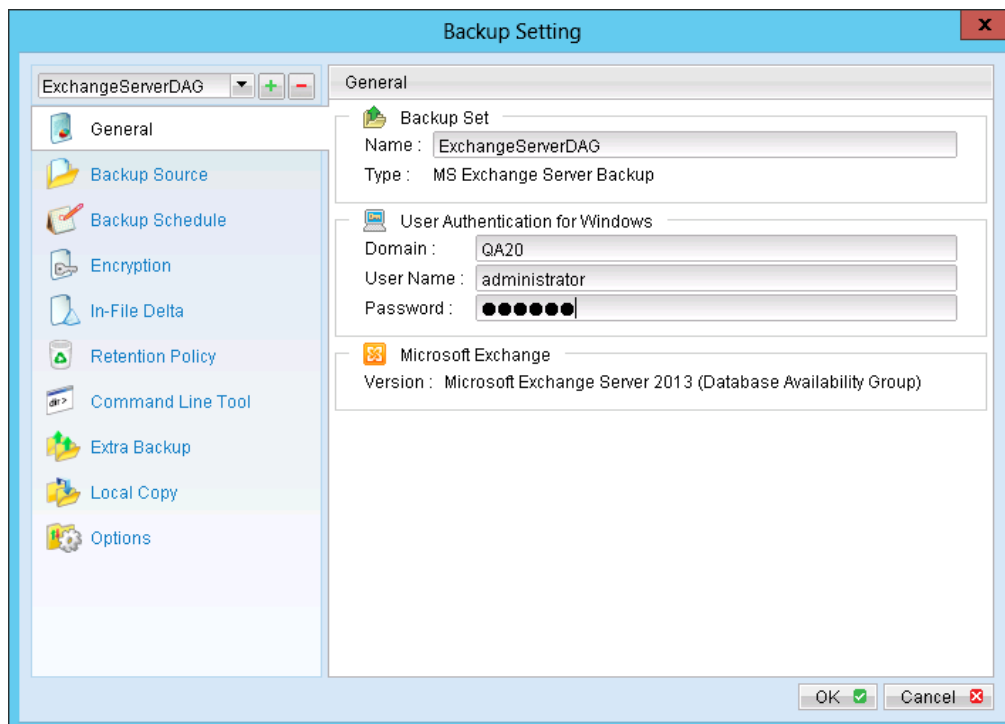 Backup Setting
x
ExchangeServerDAG
General
Backup Source
Backup Schedule
Encryption
In-File Delta
Retention Policy
dir>
Command Line Tool
Extra Backup
Local Copy
Options
General
Backup Set
Name : ExchangeServerDAG
Type : MS Exchange Server Backup
User Authentication for Windows
Domain : QA20
User Name : administrator
Password : ●●●●●●
Microsoft Exchange
Version : Microsoft Exchange Server 2013 (Database Availability Group)
OK
Cancel